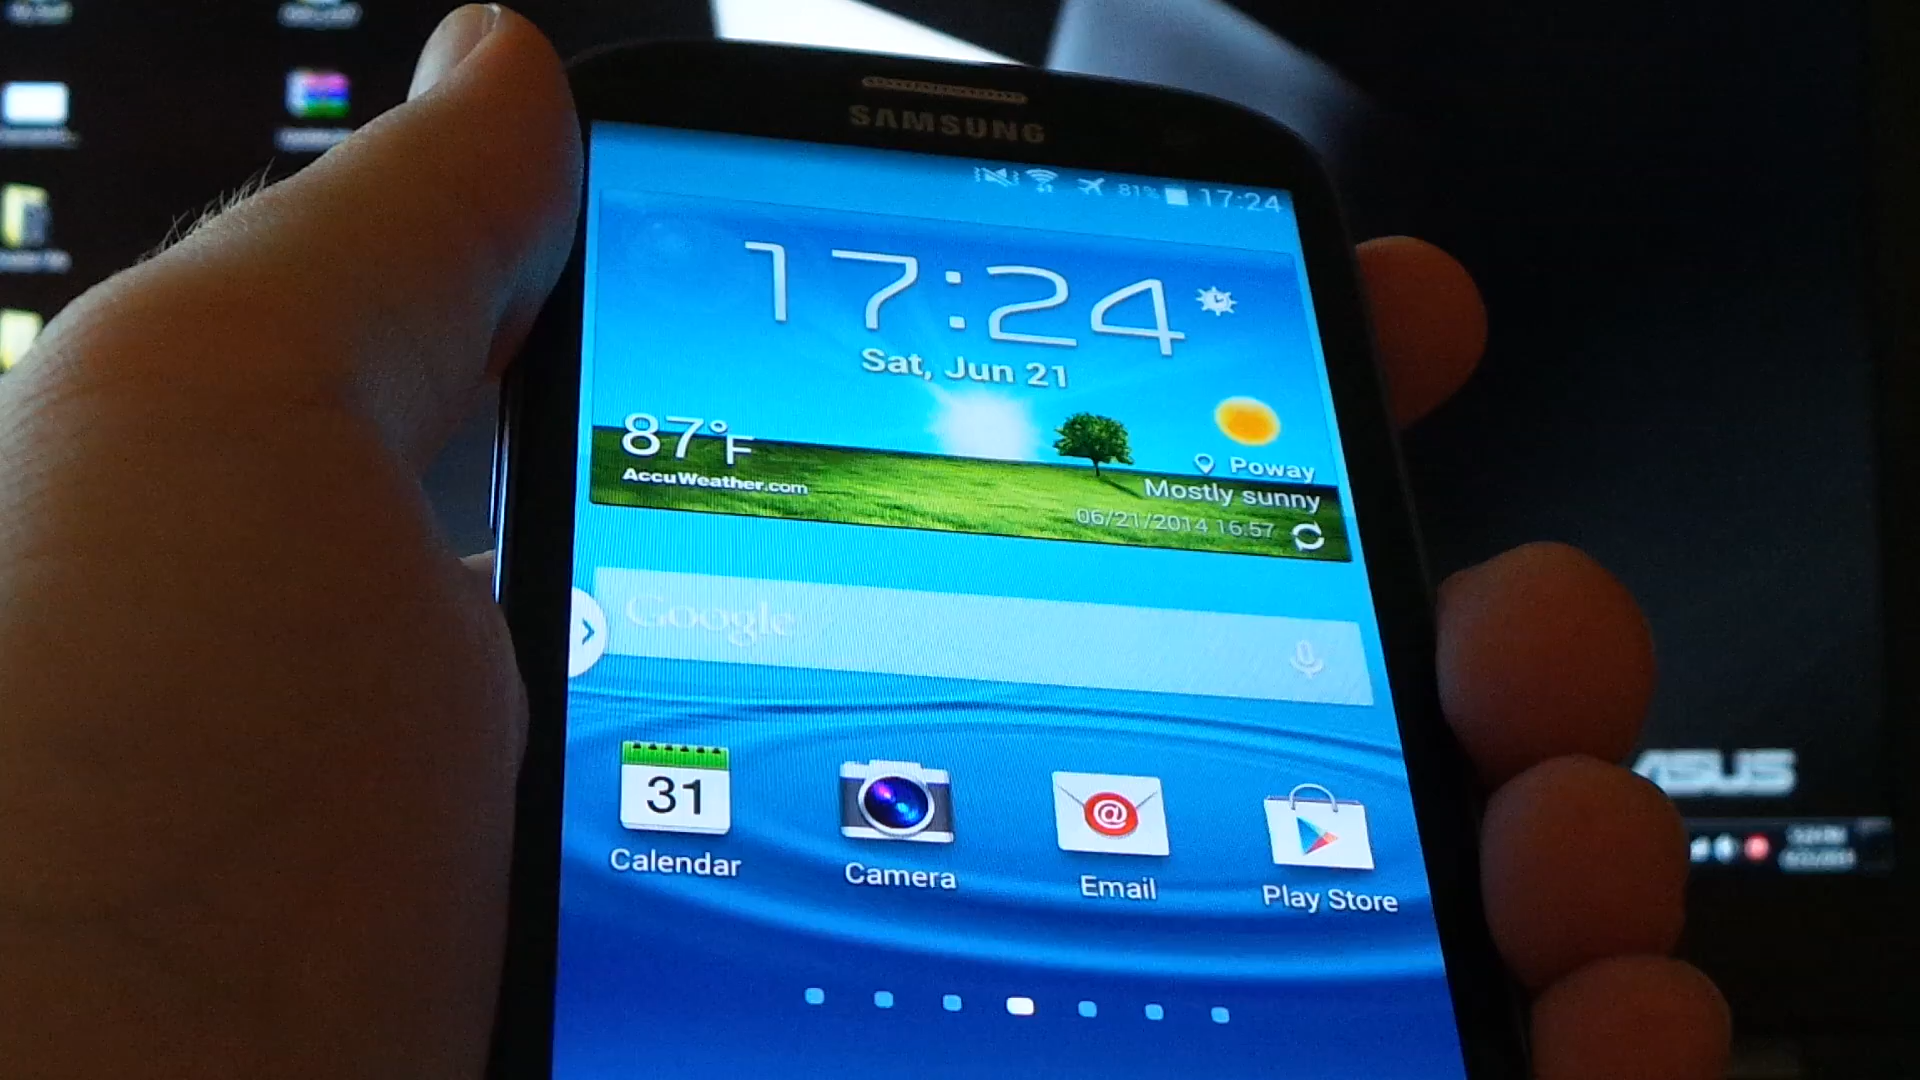 SAMSUNG
81% 17:24
17:24
Sat, Jun 21
87°F
AccuWeather.com
Poway
Mostly sunny
06/21/2014 16:57
Google
31
Calendar
Camera
@
Email
Play Store
ASUS